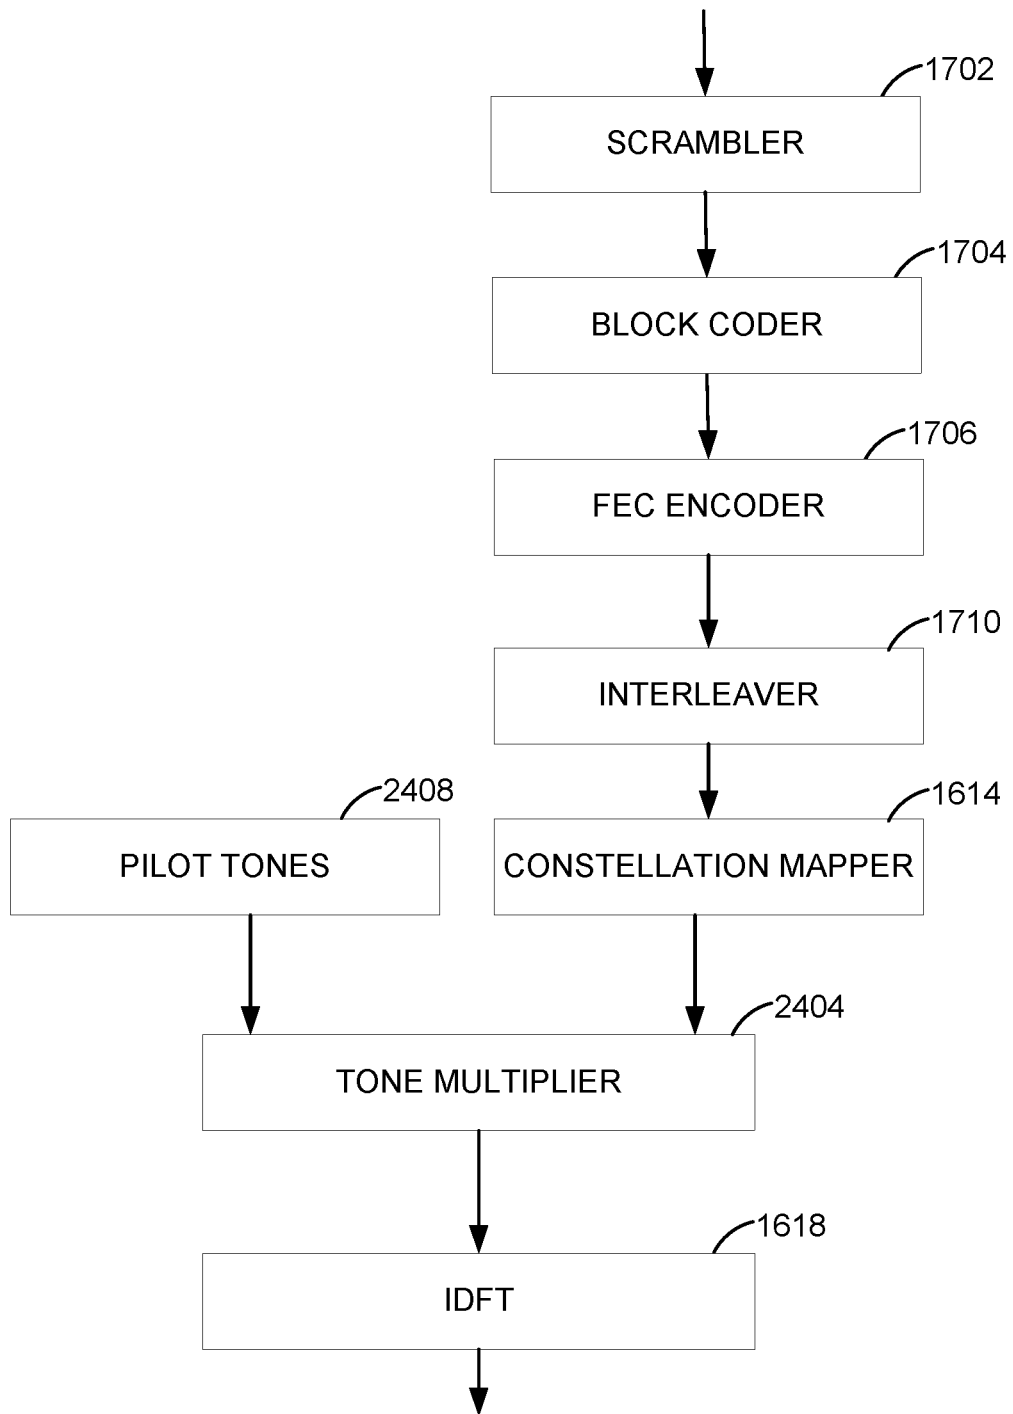 1702
SCRAMBLER
1704
BLOCK CODER
1706
FEC ENCODER
1710
INTERLEAVER
2408
1614
PILOT TONES
CONSTELLATION MAPPER
2404
TONE MULTIPLIER
1618
IDFT